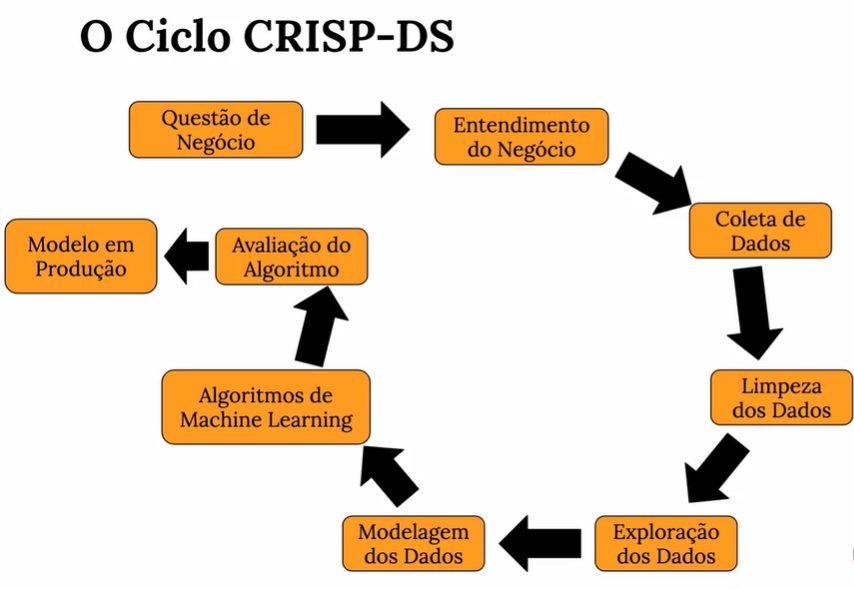 O Ciclo CRISP-DS
Questão de
Negócio
Entendimento
do Negócio
Coleta de
Dados
Limpeza
dos Dados
Exploração
dos Dados
Modelagem
dos Dados
Algoritmos de
Machine Learning
Avaliação do
Algoritmo
Modelo em
Produção